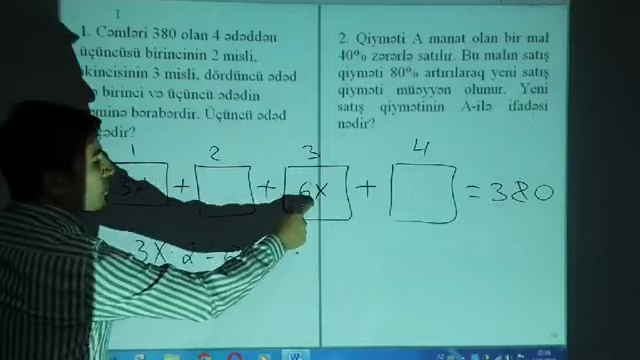 1. Cəmləri 380 olan 4 ədəddən
üçüncüsü birincinin 2 misli,
ikincisinin 3 misli, dördüncü ədəd
birinci və üçüncü ədədin
cəminə bərabərdir. Üçüncü ədəd
neçədir?
2. Qiyməti A manat olan bir mal
40% zərərlə satılır. Bu malın satış
qiyməti 80% artırılaraq yeni satış
qiyməti müəyyən olunur. Yeni
satış qiymətinin A-ilə ifadəsi
nədir?
1 2 3 4
3x + + 6x + = 380
3x · 2 =